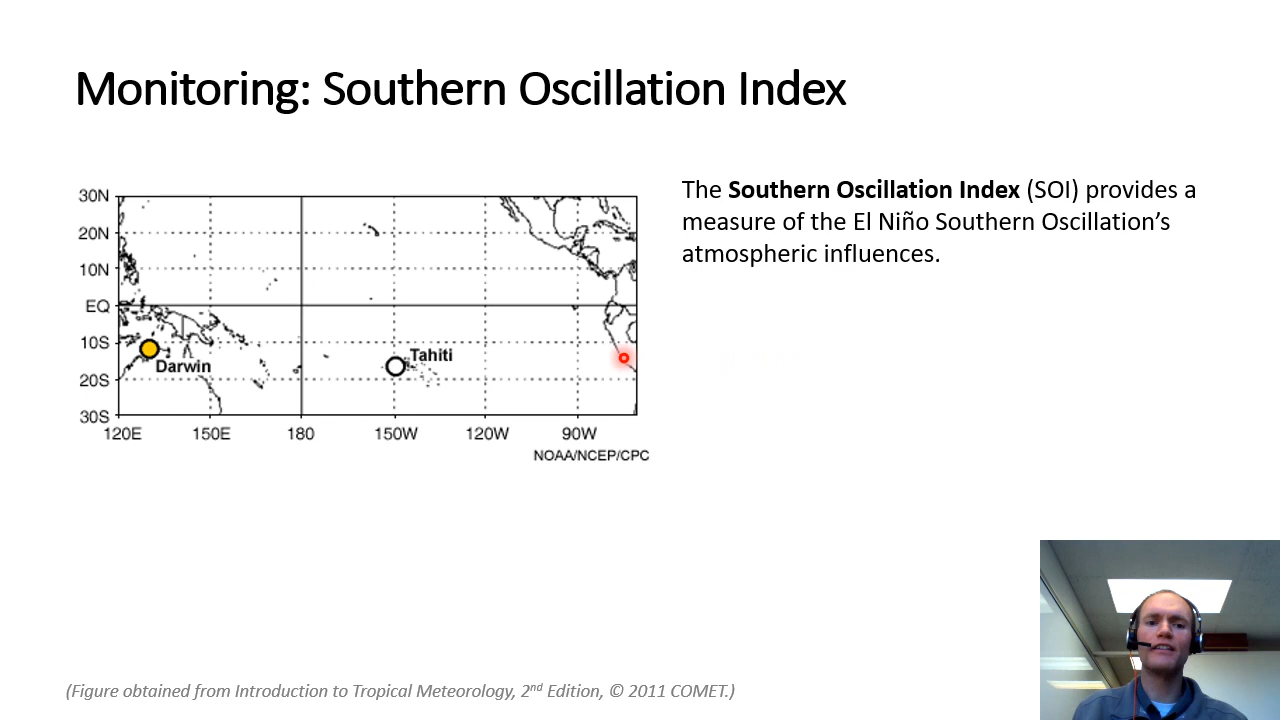 Monitoring: Southern Oscillation Index
The Southern Oscillation Index (SOI) provides a
measure of the El Niño Southern Oscillation’s
atmospheric influences.
30N
20N
10N
EQ
10S
20S
30S
Darwin
Tahiti
120E 150E 180 150W 120W 90W
NOAA/NCEP/CPC
(Figure obtained from Introduction to Tropical Meteorology, 2nd Edition, © 2011 COMET.)